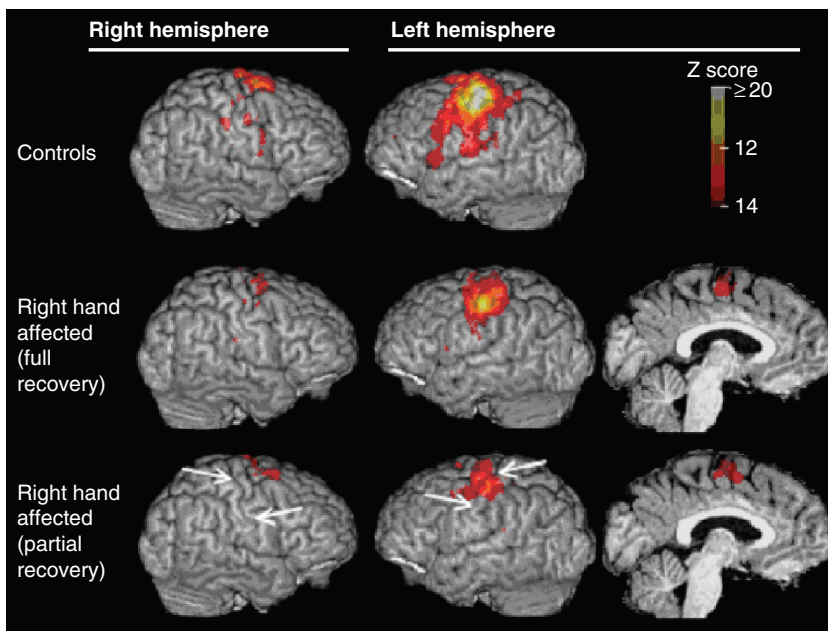 Right hemisphere
Left hemisphere
Z score
≥20
12
14
Controls
Right hand
affected
(full
recovery)
Right hand
affected
(partial
recovery)